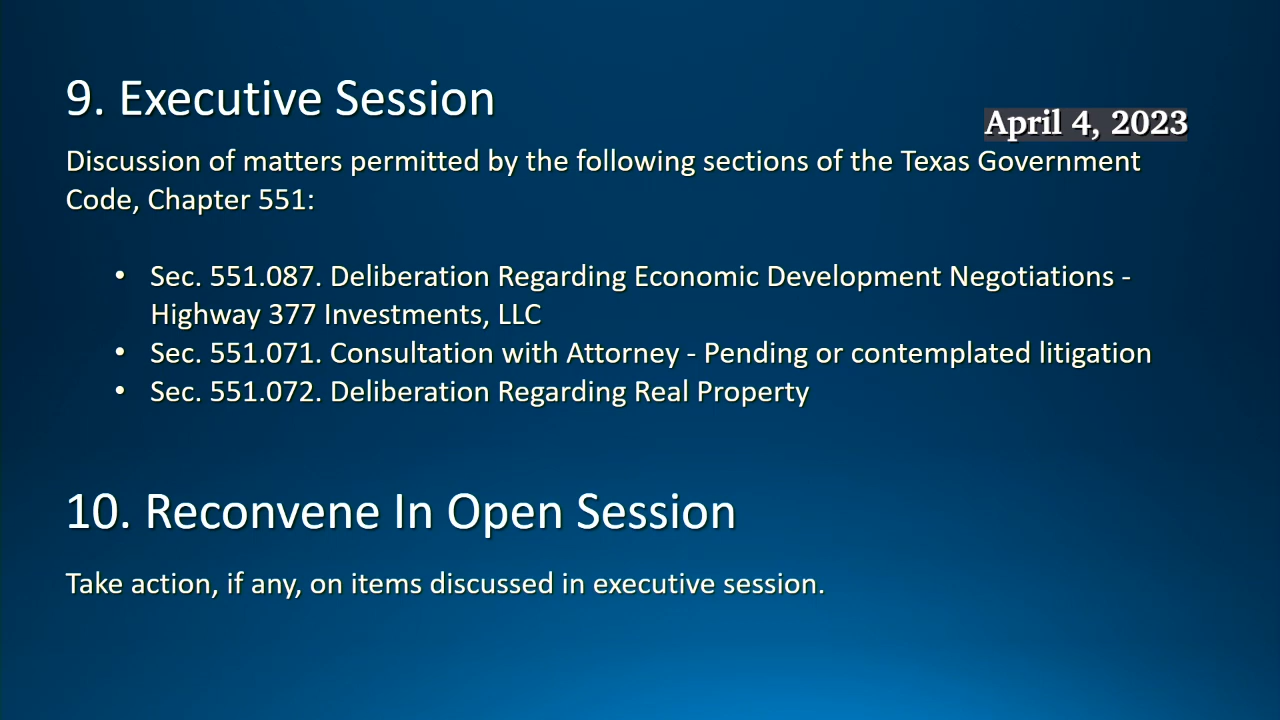 9. Executive Session
April 4, 2023
Discussion of matters permitted by the following sections of the Texas Government
Code, Chapter 551:
• Sec. 551.087. Deliberation Regarding Economic Development Negotiations -
Highway 377 Investments, LLC
• Sec. 551.071. Consultation with Attorney - Pending or contemplated litigation
• Sec. 551.072. Deliberation Regarding Real Property
10. Reconvene In Open Session
Take action, if any, on items discussed in executive session.